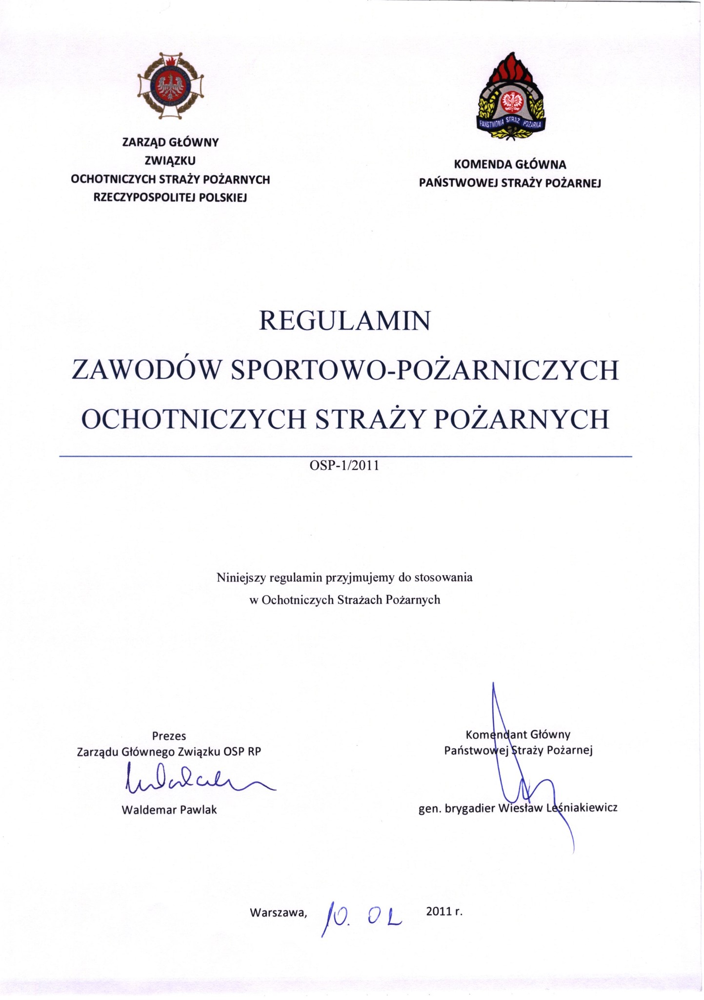 ZARZĄD GŁÓWNY
ZWIĄZKU
OCHOTNICZYCH STRAŻY POŻARNYCH
RZECZYPOSPOLITEJ POLSKIEJ
PAŃSTWOWA STRAŻ POŻARNA
KOMENDA GŁÓWNA
PAŃSTWOWEJ STRAŻY POŻARNEJ
REGULAMIN
ZAWODÓW SPORTOWO-POŻARNICZYCH
OCHOTNICZYCH STRAŻY POŻARNYCH
OSP-1/2011
Niniejszy regulamin przyjmujemy do stosowania
w Ochotniczych Strażach Pożarnych
Prezes
Zarządu Głównego Związku OSP RP
Waldemar Pawlak
Komendant Główny
Państwowej Straży Pożarnej
gen. brygadier Wiesław Leśniakiewicz
Warszawa, 10. 02 2011 r.